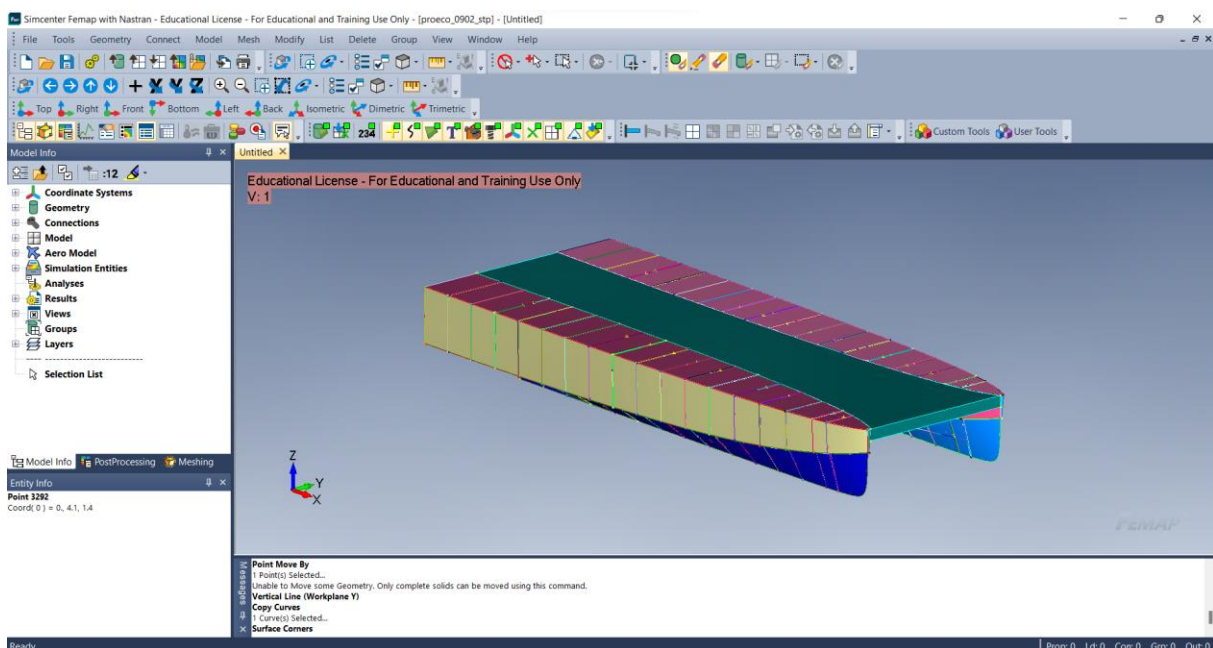 Simcenter Femap with Nastran - Educational License - For Educational and Training Use Only - [proeco_0902_stp] - [Untitled]
File Tools Geometry Connect Model Mesh Modify List Delete Group View Window Help
Top Right Front Bottom Left Back Isometric Dimetric Trimetric
234 Custom Tools User Tools
Model Info
Untitled
:12
Coordinate Systems
Geometry
Connections
Model
Aero Model
Simulation Entities
Analyses
Results
Views
Groups
Layers
Selection List
Model Info PostProcessing Meshing
Entity Info
Point 3292
Coord( 0 ) = 0., 4.1, 1.4
Educational License - For Educational and Training Use Only
V: 1
Z
Y
X
FEMAP
Messages
Point Move By
1 Point(s) Selected...
Unable to Move some Geometry. Only complete solids can be moved using this command.
Vertical Line (Workplane Y)
Copy Curves
1 Curve(s) Selected...
Surface Corners
Ready
Prop: 0 Ld: 0 Con: 0 Grp: 0 Out: 0